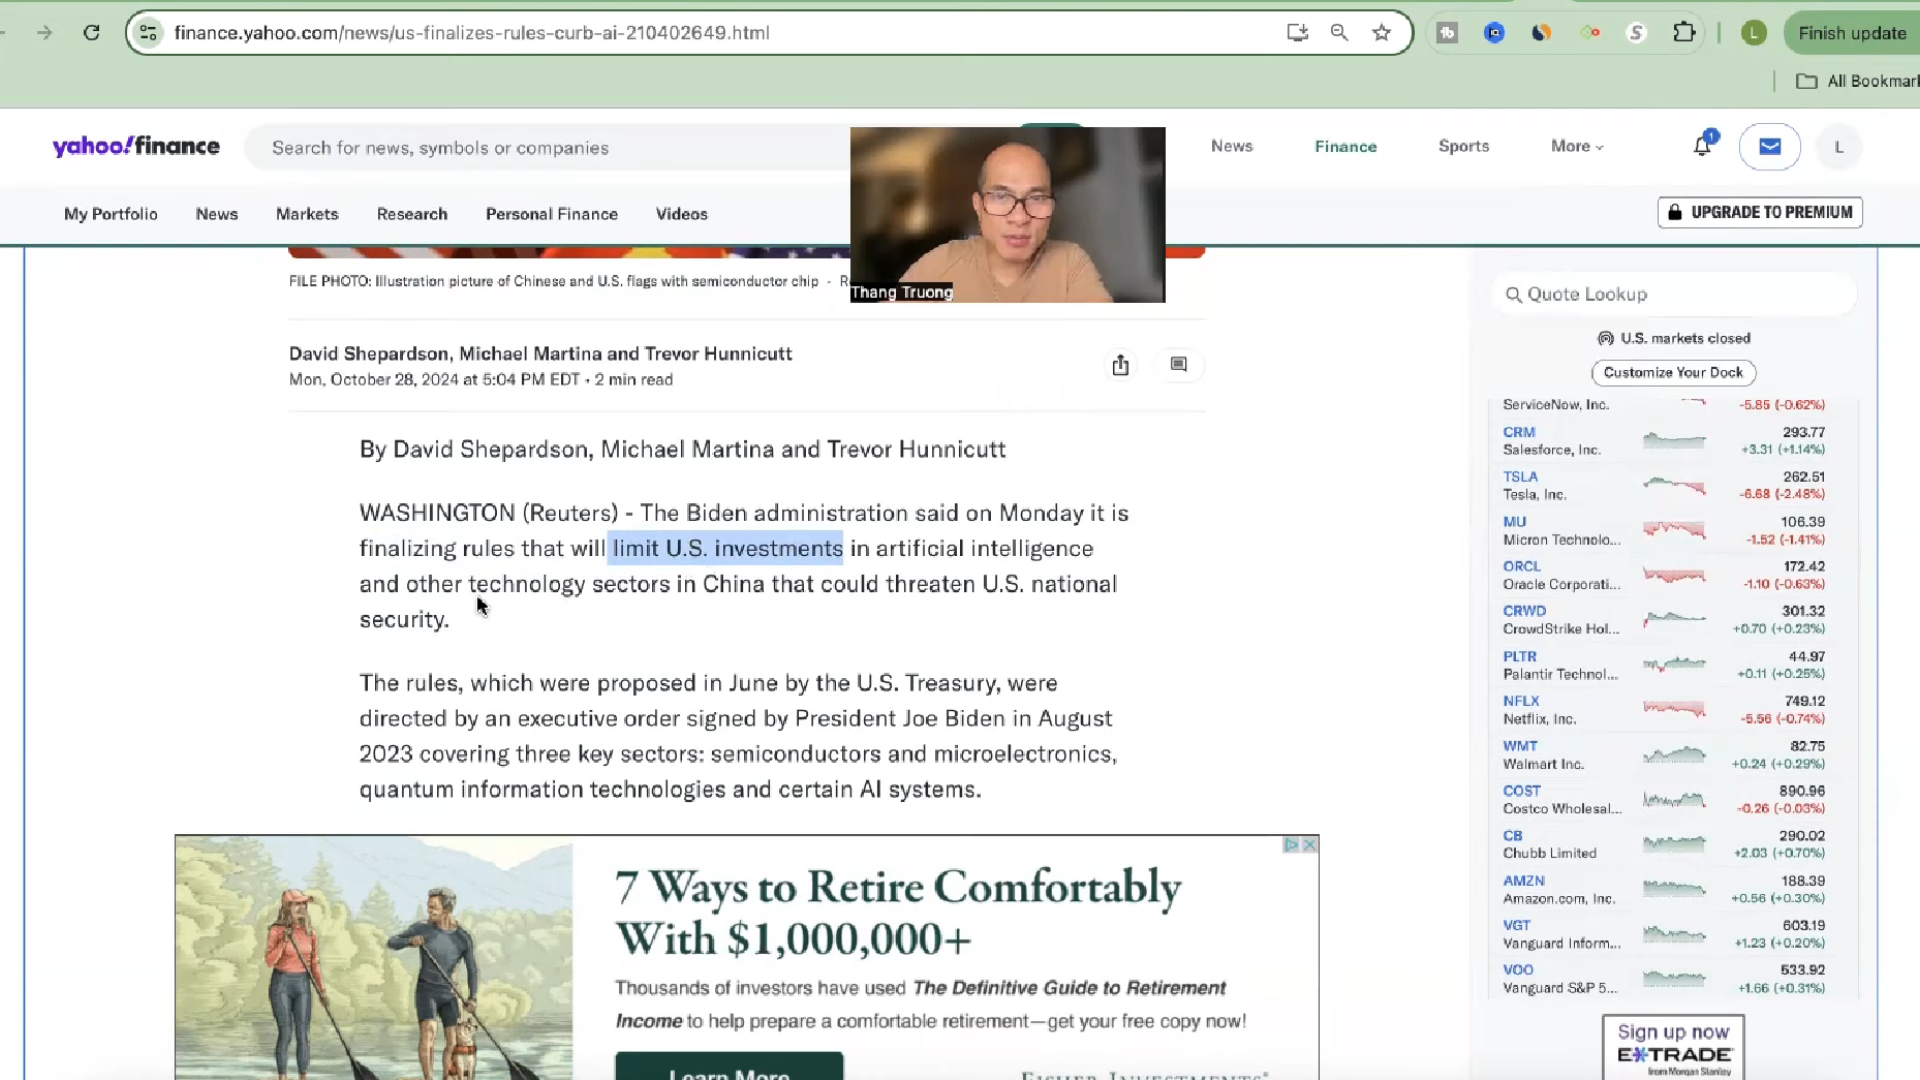 finance.yahoo.com/news/us-finalizes-rules-curb-ai-210402649.html
L
Finish update
All Bookmark
yahoo!finance
Search for news, symbols or companies
News
Finance
Sports
More
1
L
My Portfolio
News
Markets
Research
Personal Finance
Videos
UPGRADE TO PREMIUM
Thang Truong
FILE PHOTO: Illustration picture of Chinese and U.S. flags with semiconductor chip -
David Shepardson, Michael Martina and Trevor Hunnicutt
Mon, October 28, 2024 at 5:04 PM EDT • 2 min read
By David Shepardson, Michael Martina and Trevor Hunnicutt
WASHINGTON (Reuters) - The Biden administration said on Monday it is
finalizing rules that will limit U.S. investments in artificial intelligence
and other technology sectors in China that could threaten U.S. national
security.
The rules, which were proposed in June by the U.S. Treasury, were
directed by an executive order signed by President Joe Biden in August
2023 covering three key sectors: semiconductors and microelectronics,
quantum information technologies and certain AI systems.
7 Ways to Retire Comfortably
With $1,000,000+
Thousands of investors have used The Definitive Guide to Retirement
Income to help prepare a comfortable retirement—get your free copy now!
Learn More
FISHER INVESTMENTS
Quote Lookup
U.S. markets closed
Customize Your Dock
ServiceNow, Inc. -5.85 (-0.62%)
CRM 293.77
Salesforce, Inc. +3.31 (+1.14%)
TSLA 262.51
Tesla, Inc. -6.68 (-2.48%)
MU 106.39
Micron Technolo... -1.52 (-1.41%)
ORCL 172.42
Oracle Corporati... -1.10 (-0.63%)
CRWD 301.32
CrowdStrike Hol... +0.70 (+0.23%)
PLTR 44.97
Palantir Technol... +0.11 (+0.25%)
NFLX 749.12
Netflix, Inc. -5.56 (-0.74%)
WMT 82.75
Walmart Inc. +0.24 (+0.29%)
COST 890.96
Costco Wholesal... -0.26 (-0.03%)
CB 290.02
Chubb Limited +2.03 (+0.70%)
AMZN 188.39
Amazon.com, Inc. +0.56 (+0.30%)
VGT 603.19
Vanguard Inform... +1.23 (+0.20%)
VOO 533.92
Vanguard S&P 5... +1.66 (+0.31%)
Sign up now
E*TRADE
from Morgan Stanley